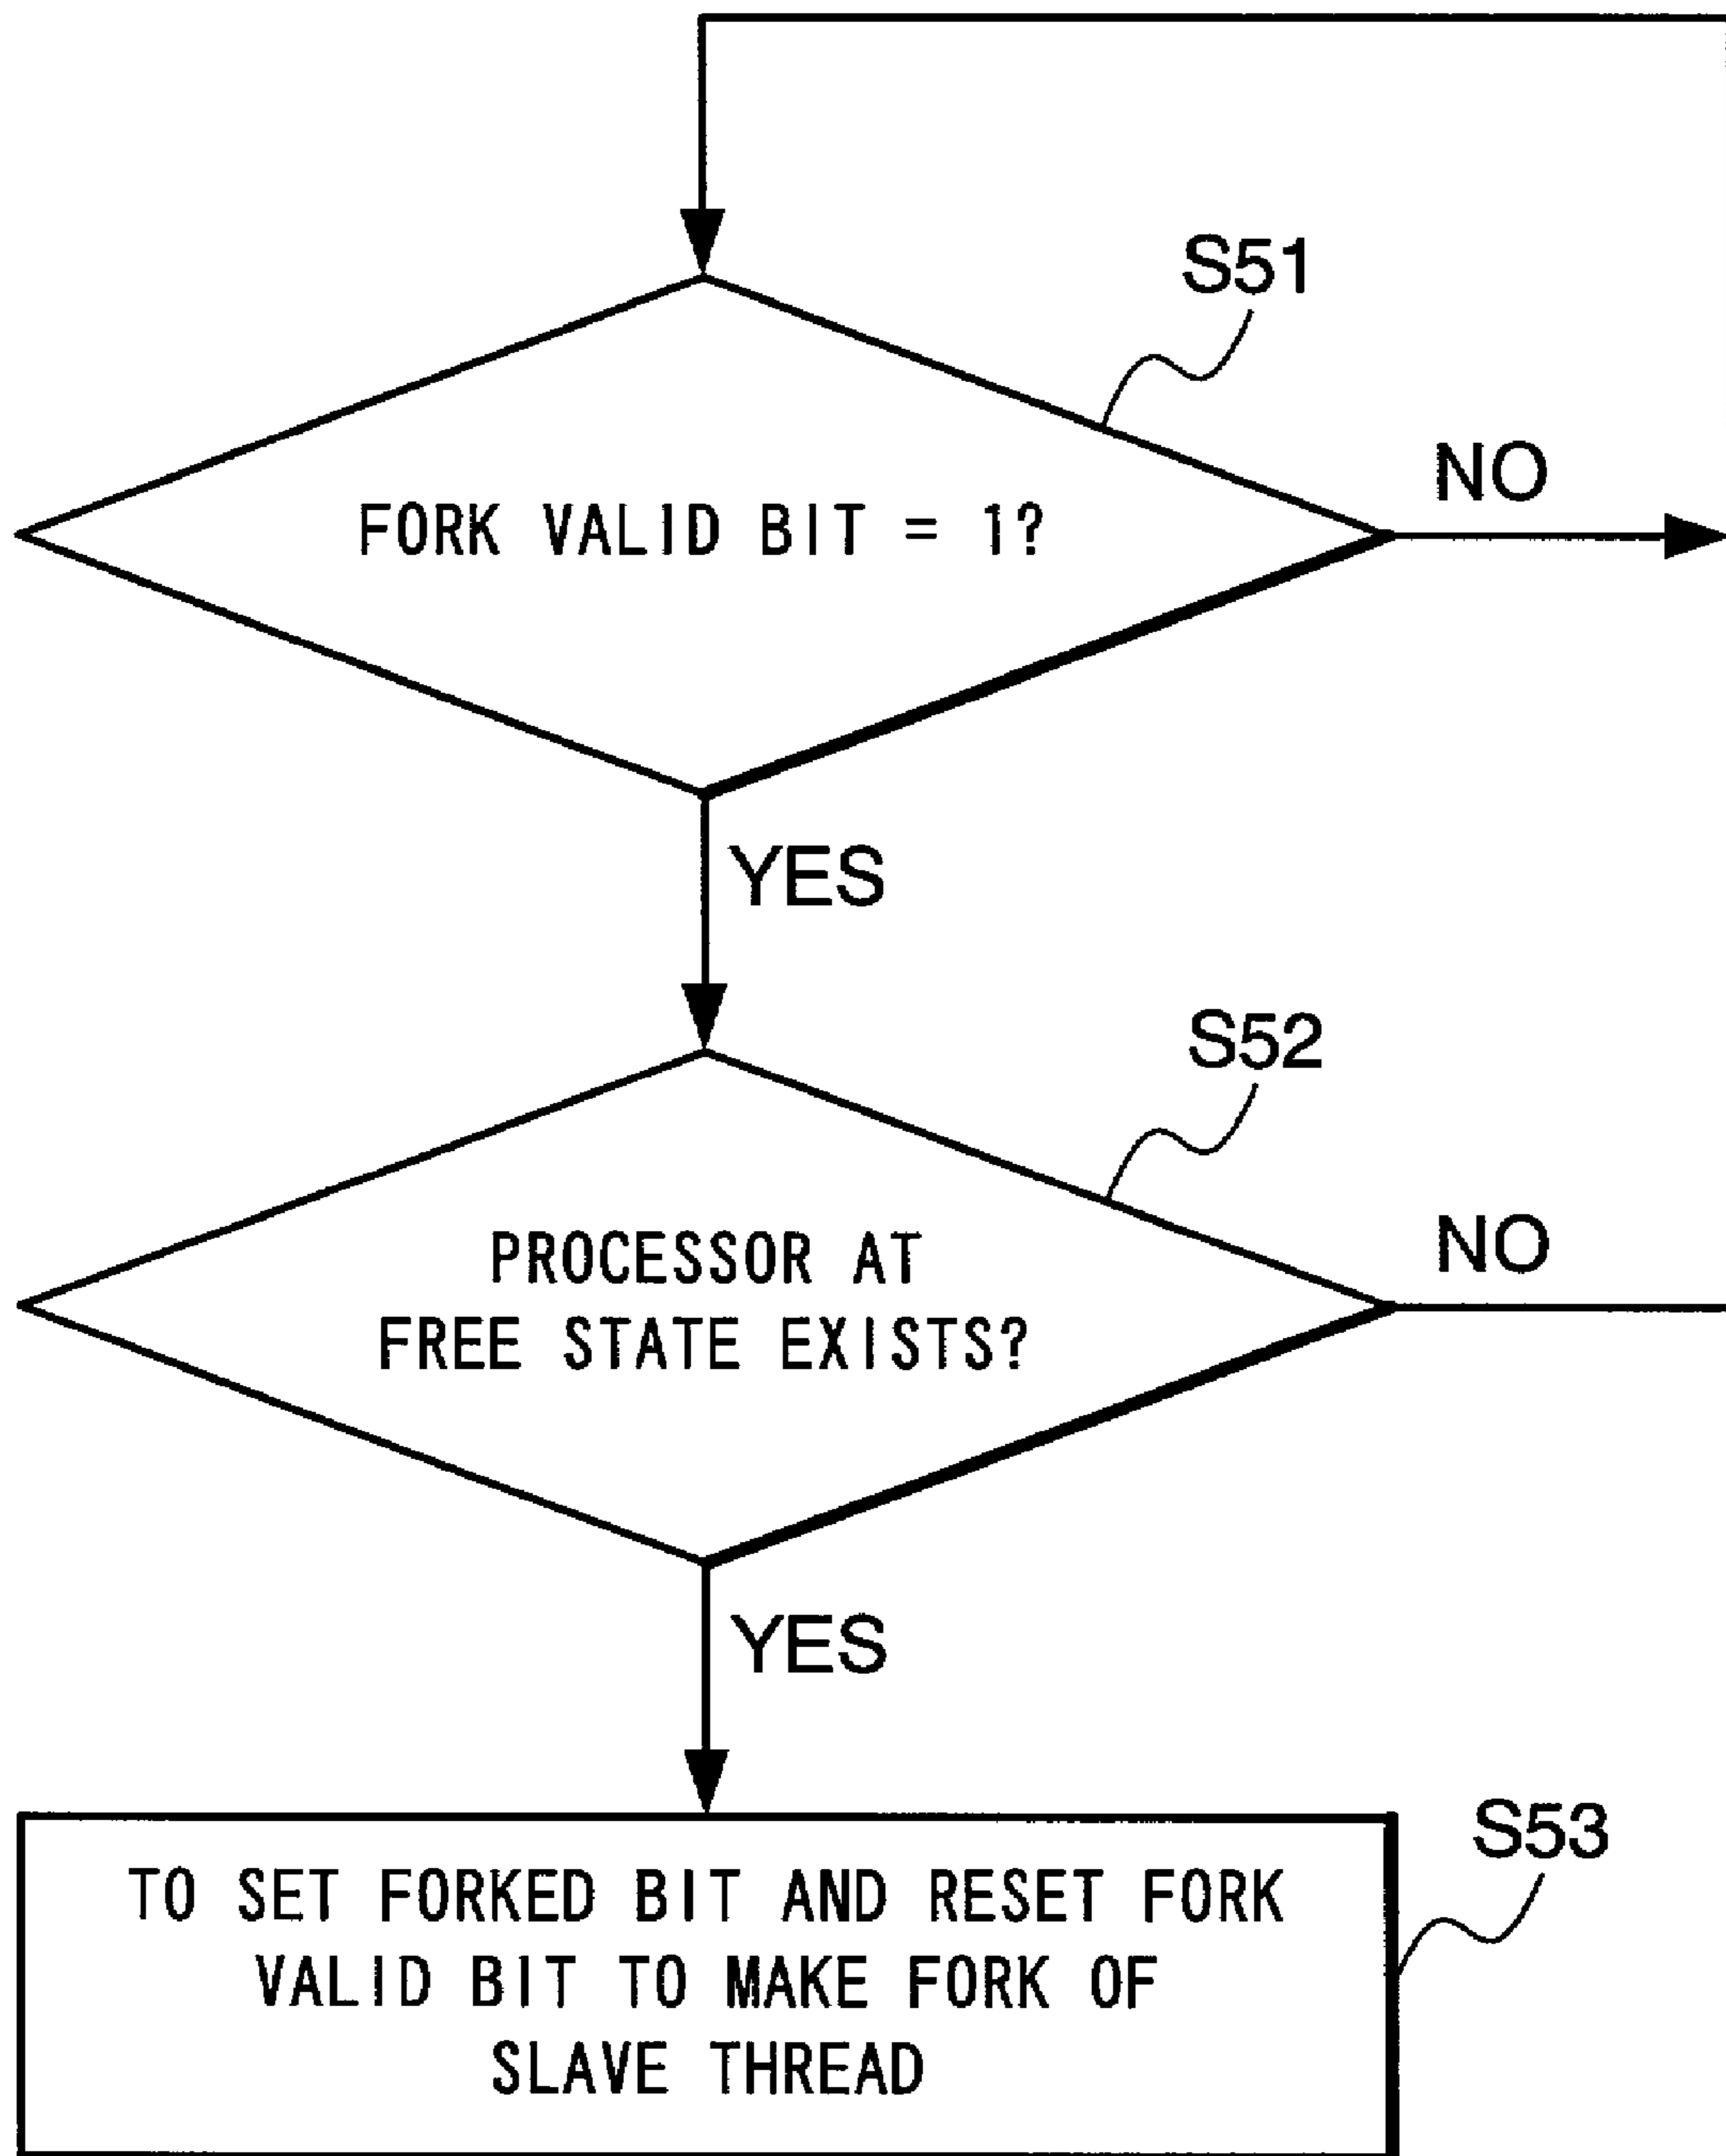 S51
FORK VALID BIT = 1?
NO
YES
S52
PROCESSOR AT
FREE STATE EXISTS?
NO
YES
S53
TO SET FORKED BIT AND RESET FORK
VALID BIT TO MAKE FORK OF
SLAVE THREAD